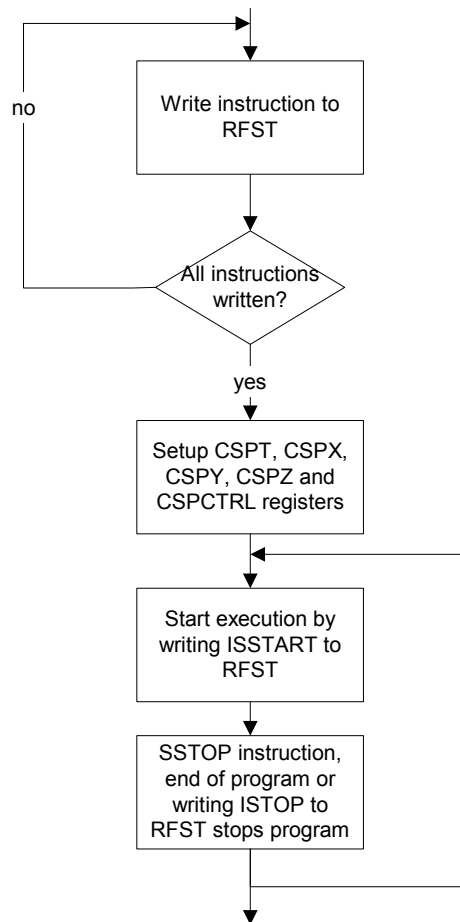 Write instruction to
RFST
no
All instructions
written?
yes
Setup CSPT, CSPX,
CSPY, CSPZ and
CSPCTRL registers
Start execution by
writing ISSTART to
RFST
SSTOP instruction,
end of program or
writing ISTOP to
RFST stops program